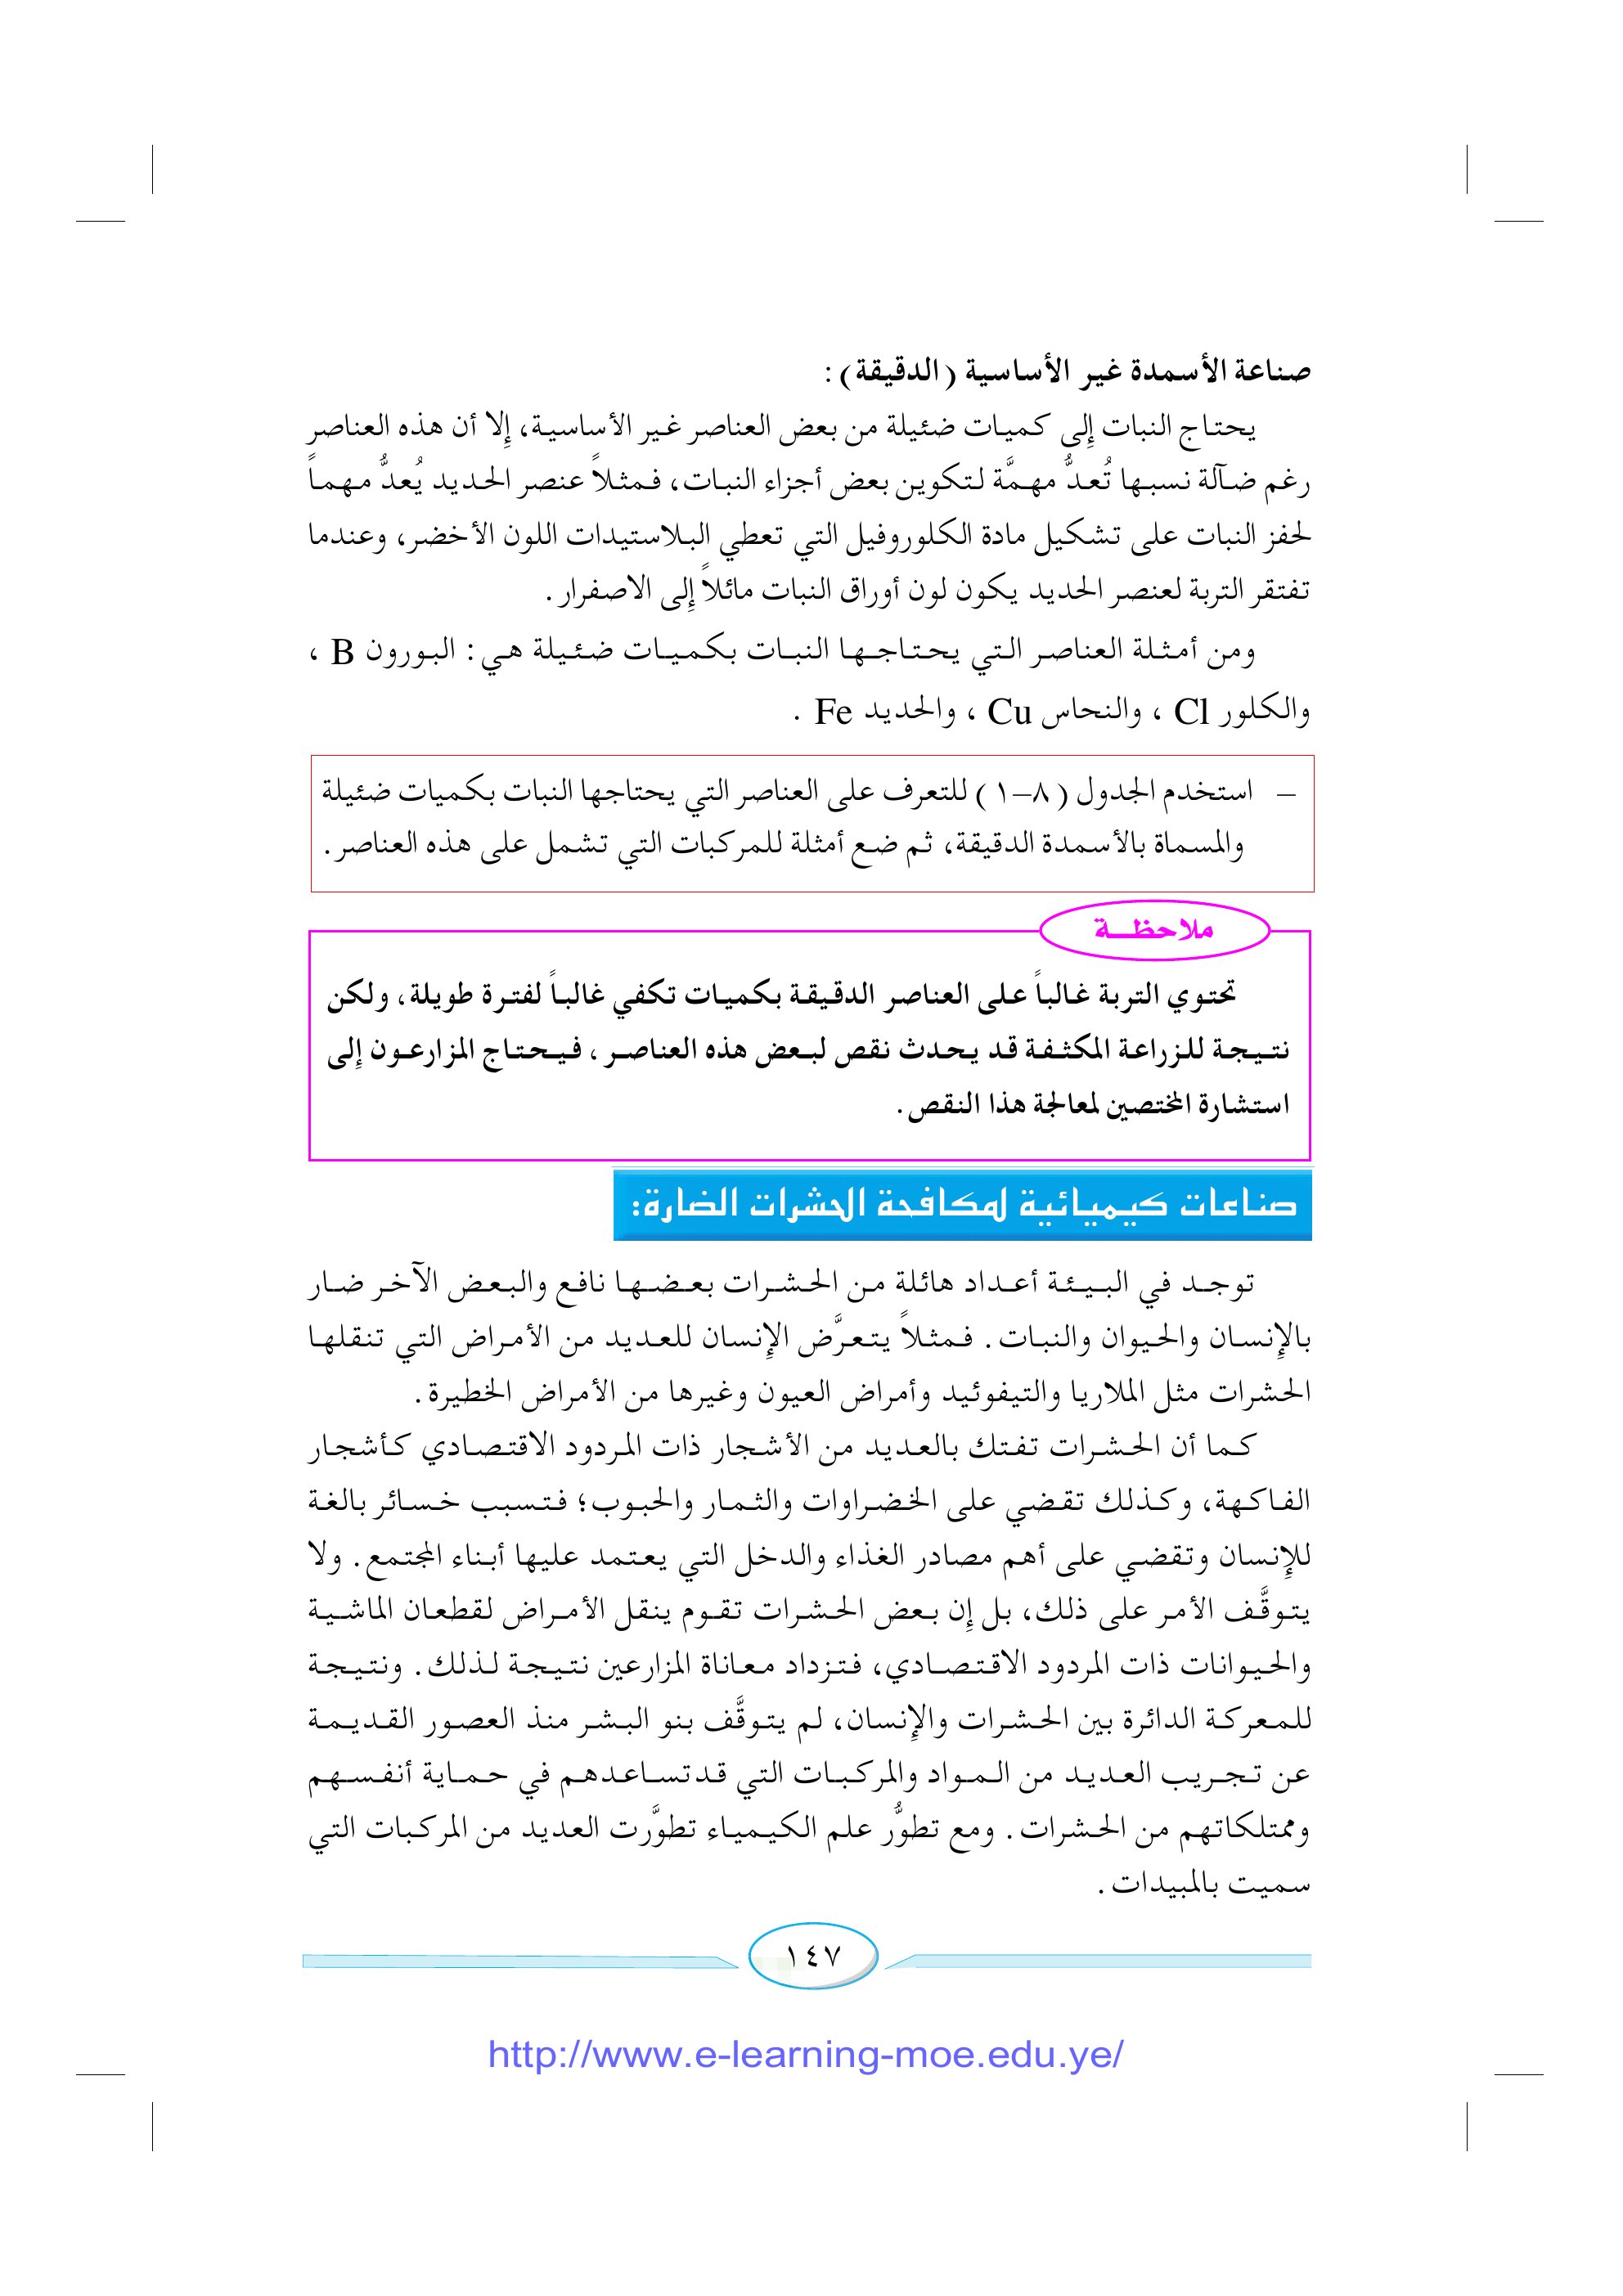 صناعة الأسمدة غير الأساسية (الدقيقة):
يحتاج النبات إلى كميات ضئيلة من بعض العناصر غير الأساسية، إلا أن هذه العناصر
رغم ضآلة نسبها تُعدُّ مهمَّة لتكوين بعض أجزاء النبات، فمثلاً عنصر الحديد يُعدُّ مهماً
لحفز النبات على تشكيل مادة الكلوروفيل التي تعطي البلاستيدات اللون الأخضر، وعندما
تفتقر التربة لعنصر الحديد يكون لون أوراق النبات مائلاً إلى الاصفرار.
ومن أمثلة العناصر التي يحتاجها النبات بكميات ضئيلة هي: البورون B ،
والكلور Cl ، والنحاس Cu ، والحديد Fe .
– استخدم الجدول (٨–١) للتعرف على العناصر التي يحتاجها النبات بكميات ضئيلة
والمسماة بالأسمدة الدقيقة، ثم ضع أمثلة للمركبات التي تشمل على هذه العناصر.
ملاحظة
تحتوي التربة غالباً على العناصر الدقيقة بكميات تكفي غالباً لفترة طويلة، ولكن
نتيجة للزراعة المكثفة قد يحدث نقص لبعض هذه العناصر، فيحتاج المزارعون إلى
استشارة المختصين لمعالجة هذا النقص.
صناعات كيميائية لمكافحة الحشرات الضارة:
توجد في البيئة أعداد هائلة من الحشرات بعضها نافع والبعض الآخر ضار
بالإنسان والحيوان والنبات. فمثلاً يتعرَّض الإنسان للعديد من الأمراض التي تنقلها
الحشرات مثل الملاريا والتيفوئيد وأمراض العيون وغيرها من الأمراض الخطيرة.
كما أن الحشرات تفتك بالعديد من الأشجار ذات المردود الاقتصادي كأشجار
الفاكهة، وكذلك تقضي على الخضراوات والثمار والحبوب؛ فتسبب خسائر بالغة
للإنسان وتقضي على أهم مصادر الغذاء والدخل التي يعتمد عليها أبناء المجتمع. ولا
يتوقَّف الأمر على ذلك، بل إن بعض الحشرات تقوم ينقل الأمراض لقطعان الماشية
والحيوانات ذات المردود الاقتصادي، فتزداد معاناة المزارعين نتيجة لذلك. ونتيجة
للمعركة الدائرة بين الحشرات والإنسان، لم يتوقَّف بنو البشر منذ العصور القديمة
عن تجريب العديد من المواد والمركبات التي قد تساعدهم في حماية أنفسهم
وممتلكاتهم من الحشرات. ومع تطوُّر علم الكيمياء تطوَّرت العديد من المركبات التي
سميت بالمبيدات.
١٤٧
http://www.e-learning-moe.edu.ye/